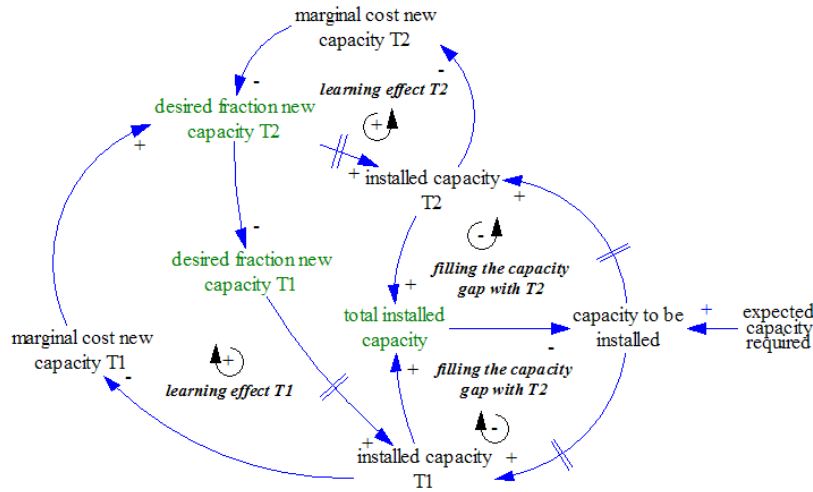 marginal cost new
capacity T2
-
-
learning effect T2
desired fraction new
capacity T2
+
+
+
installed capacity
T2
+
-
-
desired fraction new
capacity T1
filling the capacity
gap with T2
+
total installed
capacity
capacity to be
installed
+
expected
capacity
required
marginal cost new
capacity T1
-
+
-
+
learning effect T1
filling the capacity
gap with T2
-
+
installed capacity
T1
+